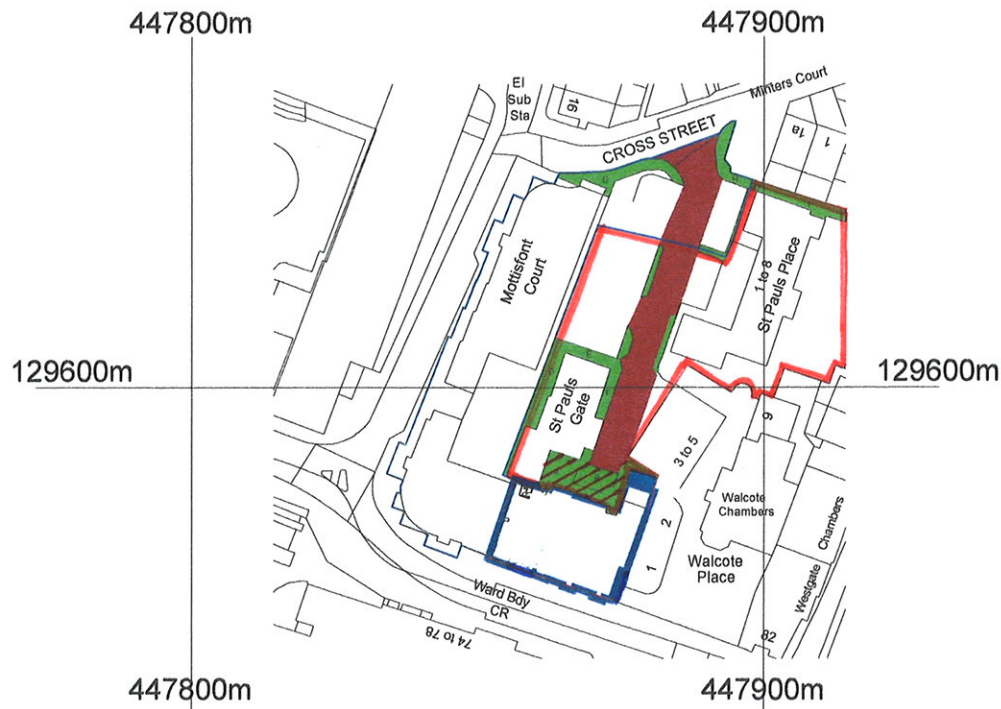 447800m
447900m
El
Sub
Sta
16
Minters Court
CROSS STREET
1a
1
Mottisfont
Court
1 to 8
St Pauls Place
129600m
129600m
St Pauls
Gate
3 to 5
9
Walcote
Chambers
Chambers
Westgate
2
1
Walcote
Place
Ward Bdy
CR
74 to 78
82
447800m
447900m